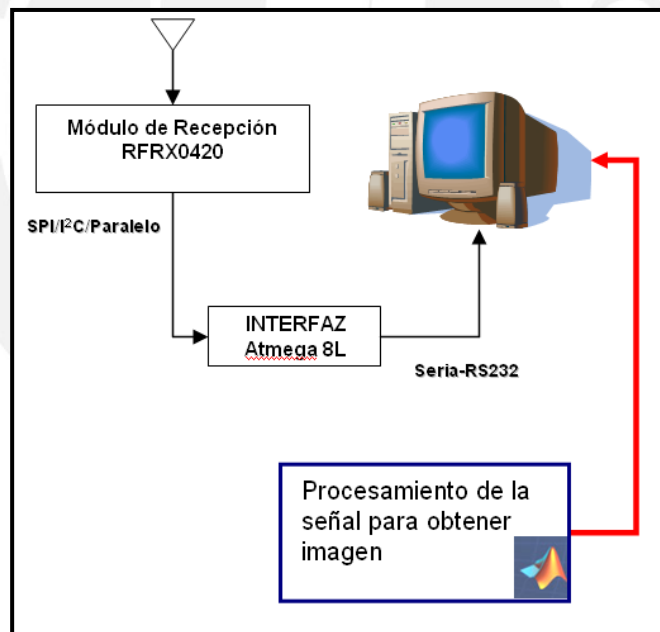 Módulo de Recepción
RFRX0420
SPI/I²C/Paralelo
INTERFAZ
Atmega 8L
Seria-RS232
Procesamiento de la
señal para obtener
imagen